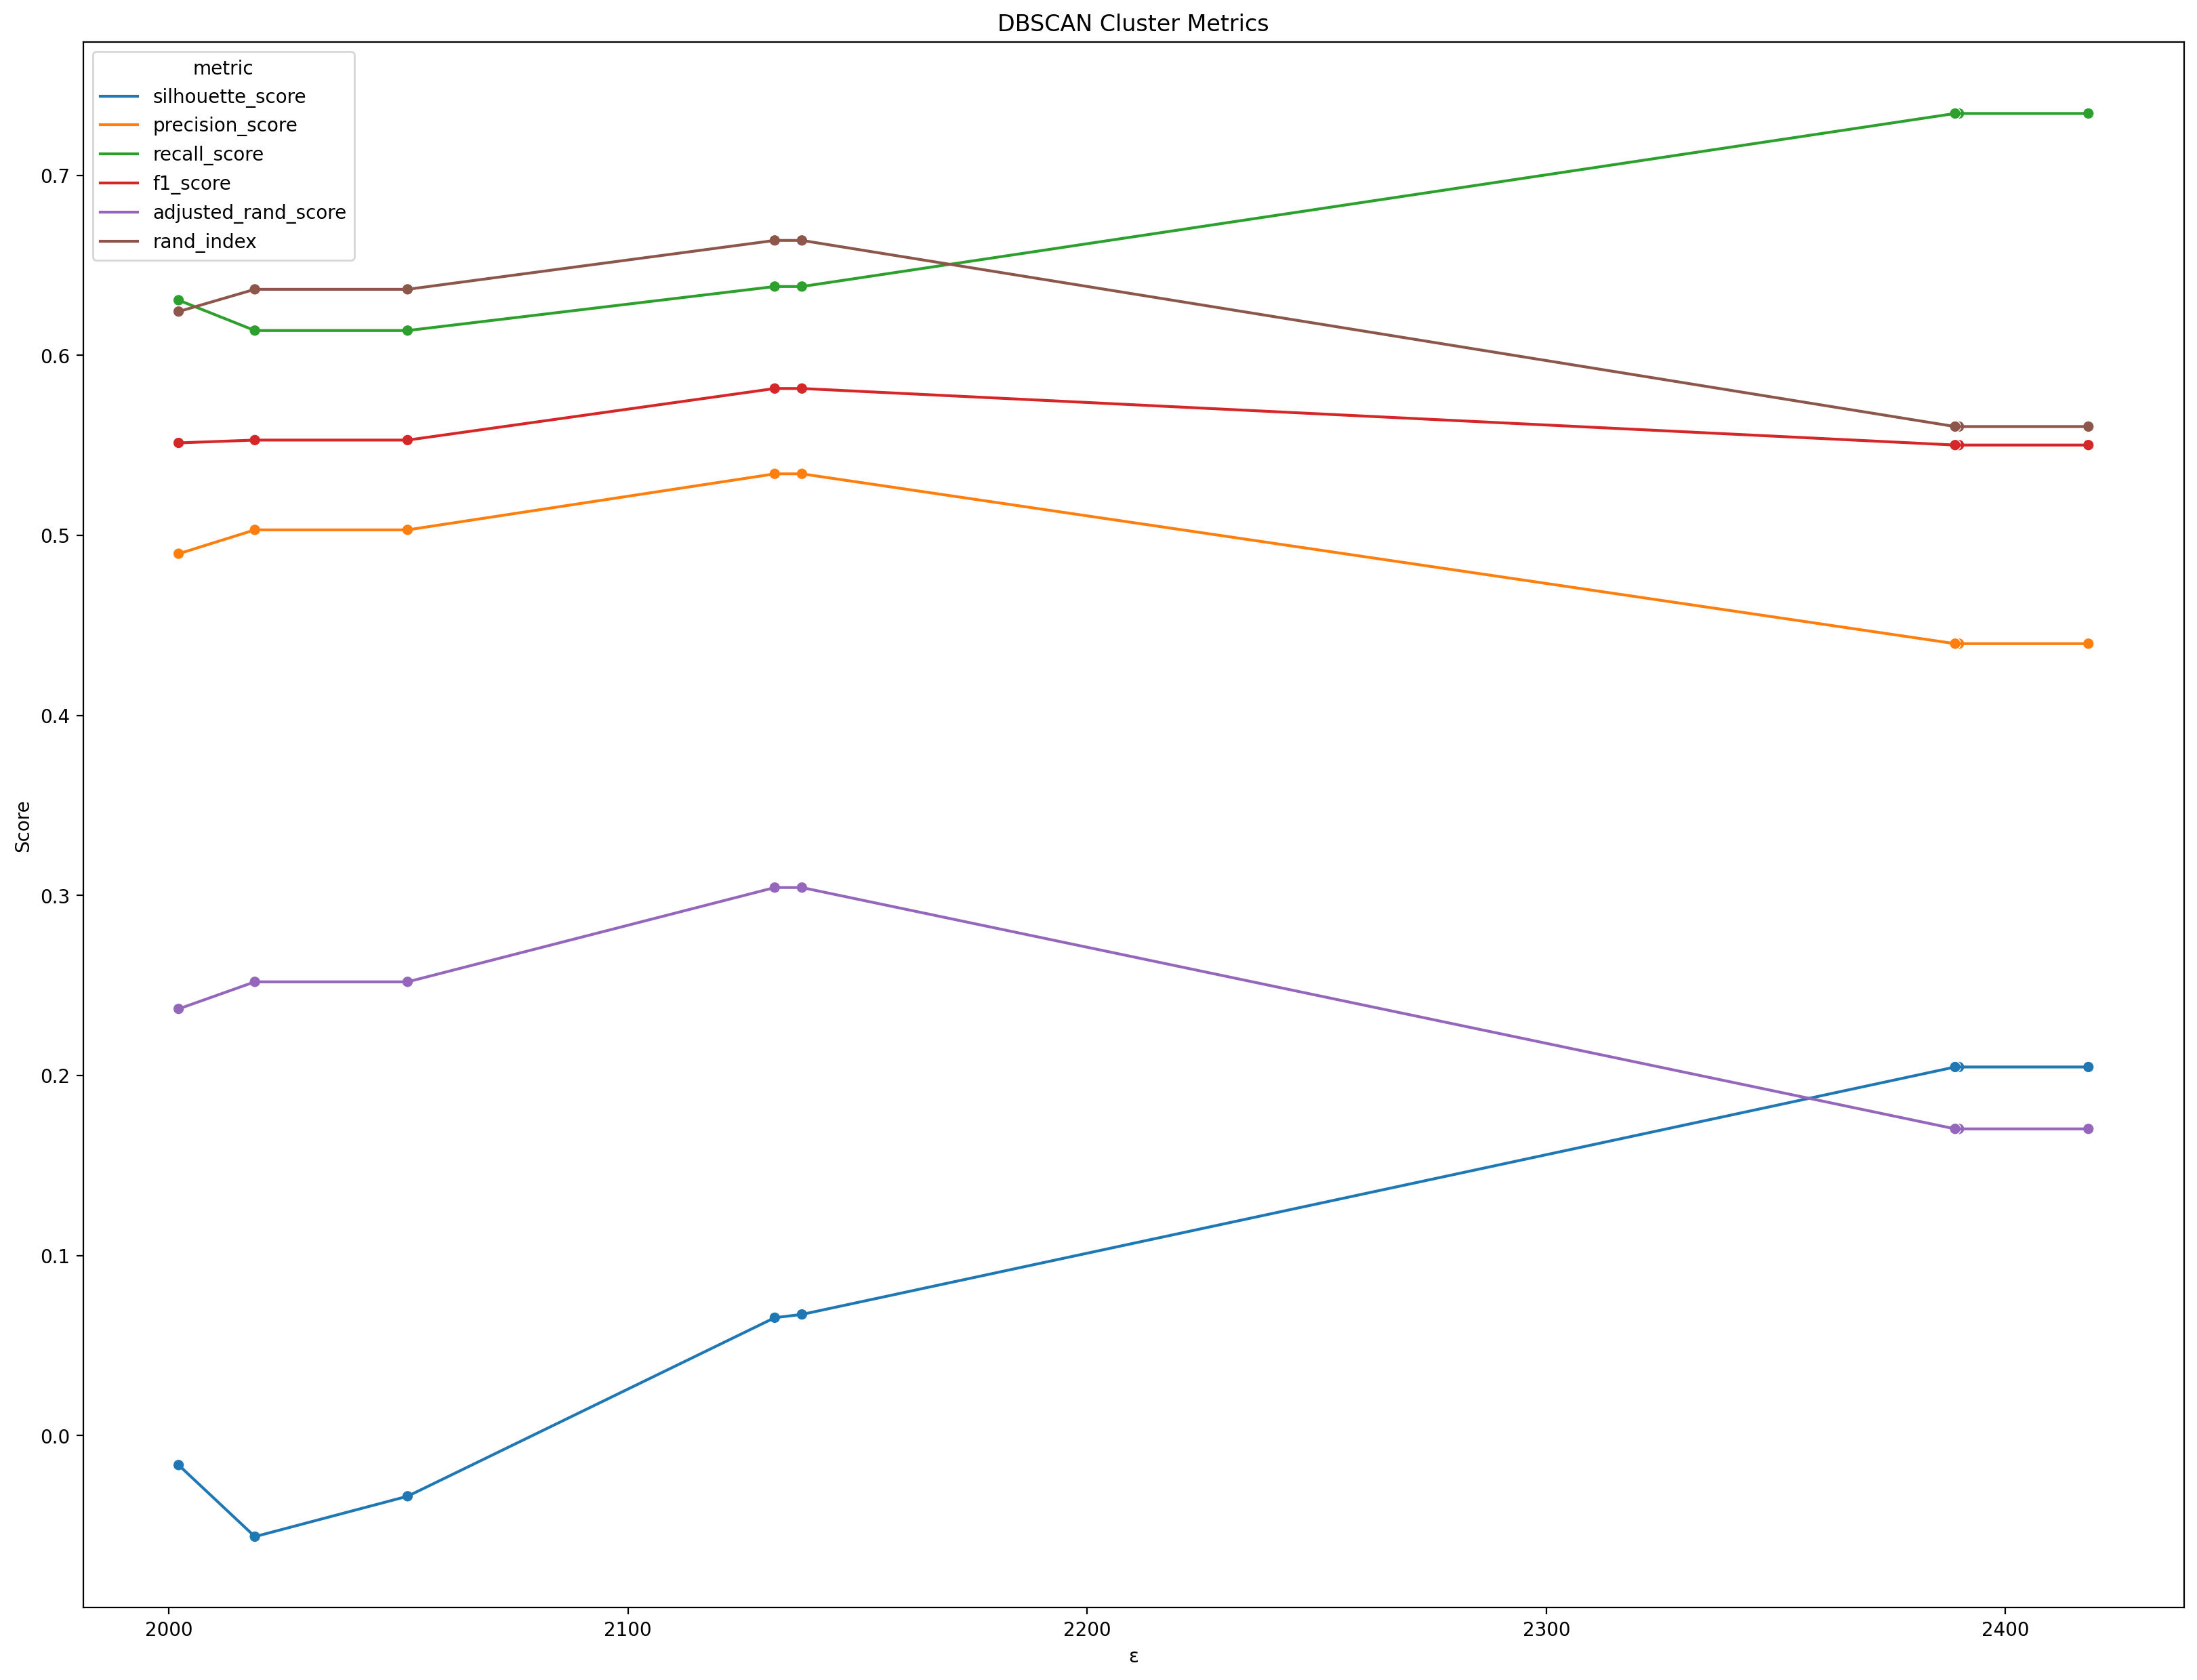 DBSCAN Cluster Metrics
metric
silhouette_score
precision_score
recall_score
f1_score
adjusted_rand_score
rand_index
Score
0.7
0.6
0.5
0.4
0.3
0.2
0.1
0.0
2000
2100
2200
2300
2400
ε